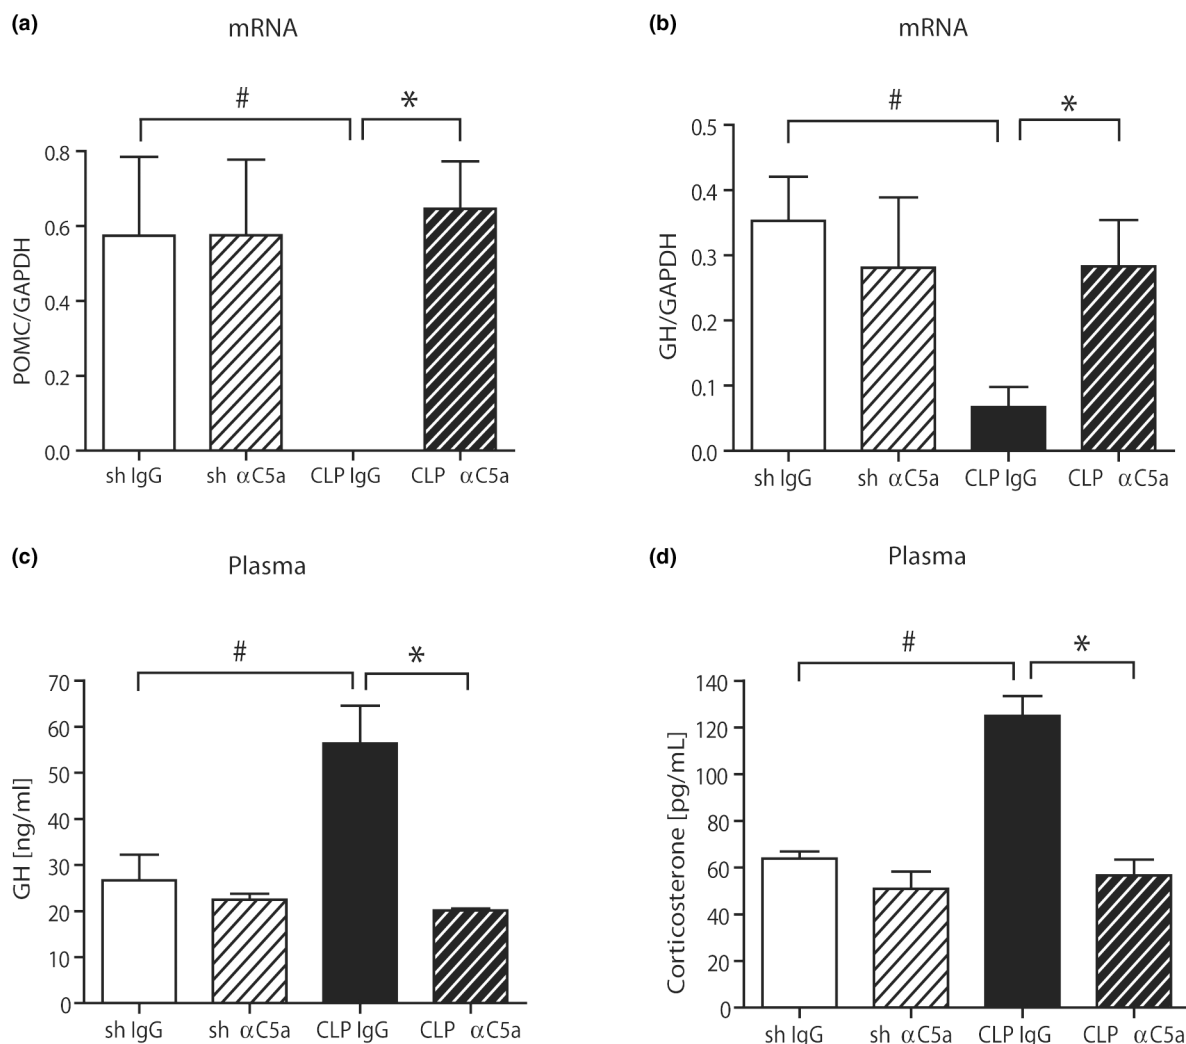 (a)
mRNA
#
*
POMC/GAPDH
0.8
0.6
0.4
0.2
0.0
sh IgG
sh αC5a
CLP IgG
CLP αC5a
(b)
mRNA
#
*
GH/GAPDH
0.5
0.4
0.3
0.2
0.1
0.0
sh IgG
sh αC5a
CLP IgG
CLP αC5a
(c)
Plasma
#
*
GH [ng/ml]
70
60
50
40
30
20
10
0
sh IgG
sh αC5a
CLP IgG
CLP αC5a
(d)
Plasma
#
*
Corticosterone [pg/mL]
140
120
100
80
60
40
20
0
sh IgG
sh αC5a
CLP IgG
CLP αC5a